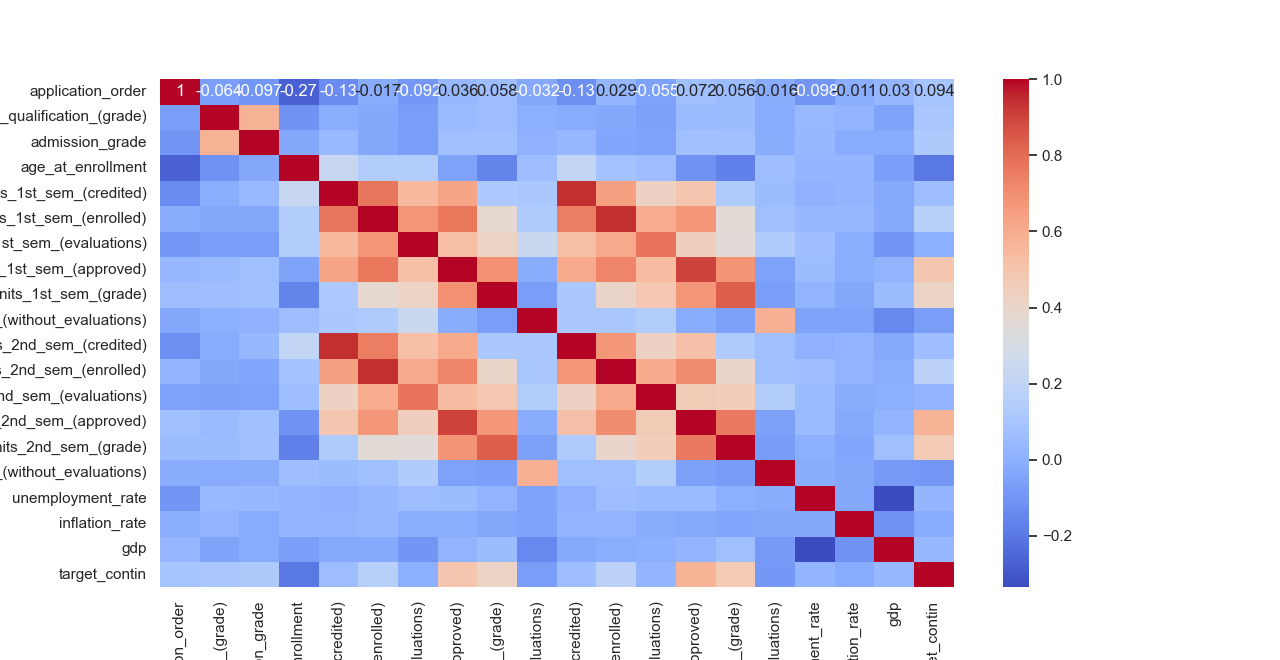 application_order 1 -0.064 -0.097 -0.27 -0.13 -0.017 -0.092 0.036 0.058 -0.032 -0.13 0.029 -0.055 0.072 0.056 -0.016 -0.098 -0.011 0.03 0.094 1.0
_qualification_(grade)
admission_grade
0.8
age_at_enrollment
s_1st_sem_(credited)
s_1st_sem_(enrolled)
0.6
st_sem_(evaluations)
_1st_sem_(approved)
nits_1st_sem_(grade)
0.4
_(without_evaluations)
s_2nd_sem_(credited)
s_2nd_sem_(enrolled)
0.2
nd_sem_(evaluations)
_2nd_sem_(approved)
nits_2nd_sem_(grade)
0.0
_(without_evaluations)
unemployment_rate
inflation_rate
−0.2
gdp
target_contin
on_order
_(grade)
on_grade
nrollment
credited)
enrolled)
luations)
pproved)
_(grade)
luations)
credited)
enrolled)
luations)
pproved)
_(grade)
luations)
ment_rate
tion_rate
gdp
et_contin